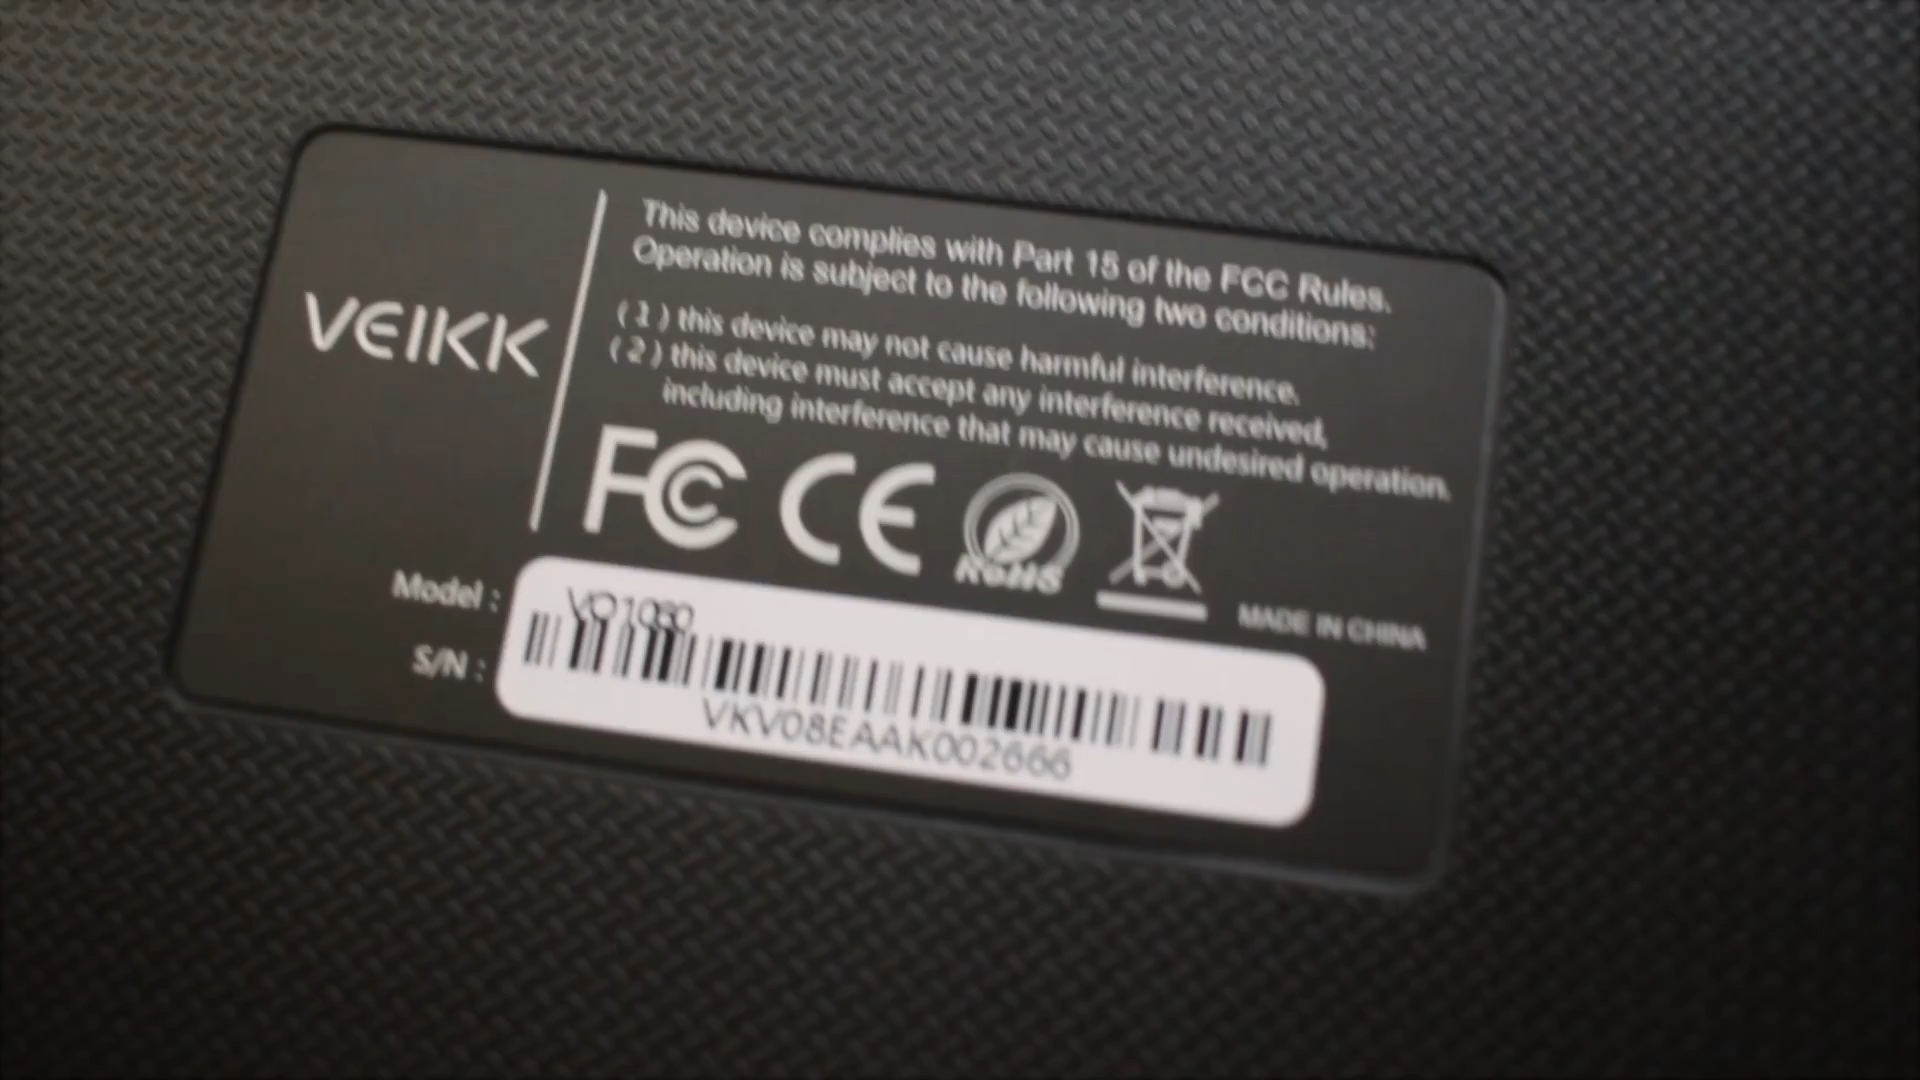 VEIKK
This device complies with Part 15 of the FCC Rules.
Operation is subject to the following two conditions:
( 1 ) this device may not cause harmful interference.
( 2 ) this device must accept any interference received,
including interference that may cause undesired operation.
FC CE
RoHS
MADE IN CHINA
Model :
S/N :
VKV08EAAK002666